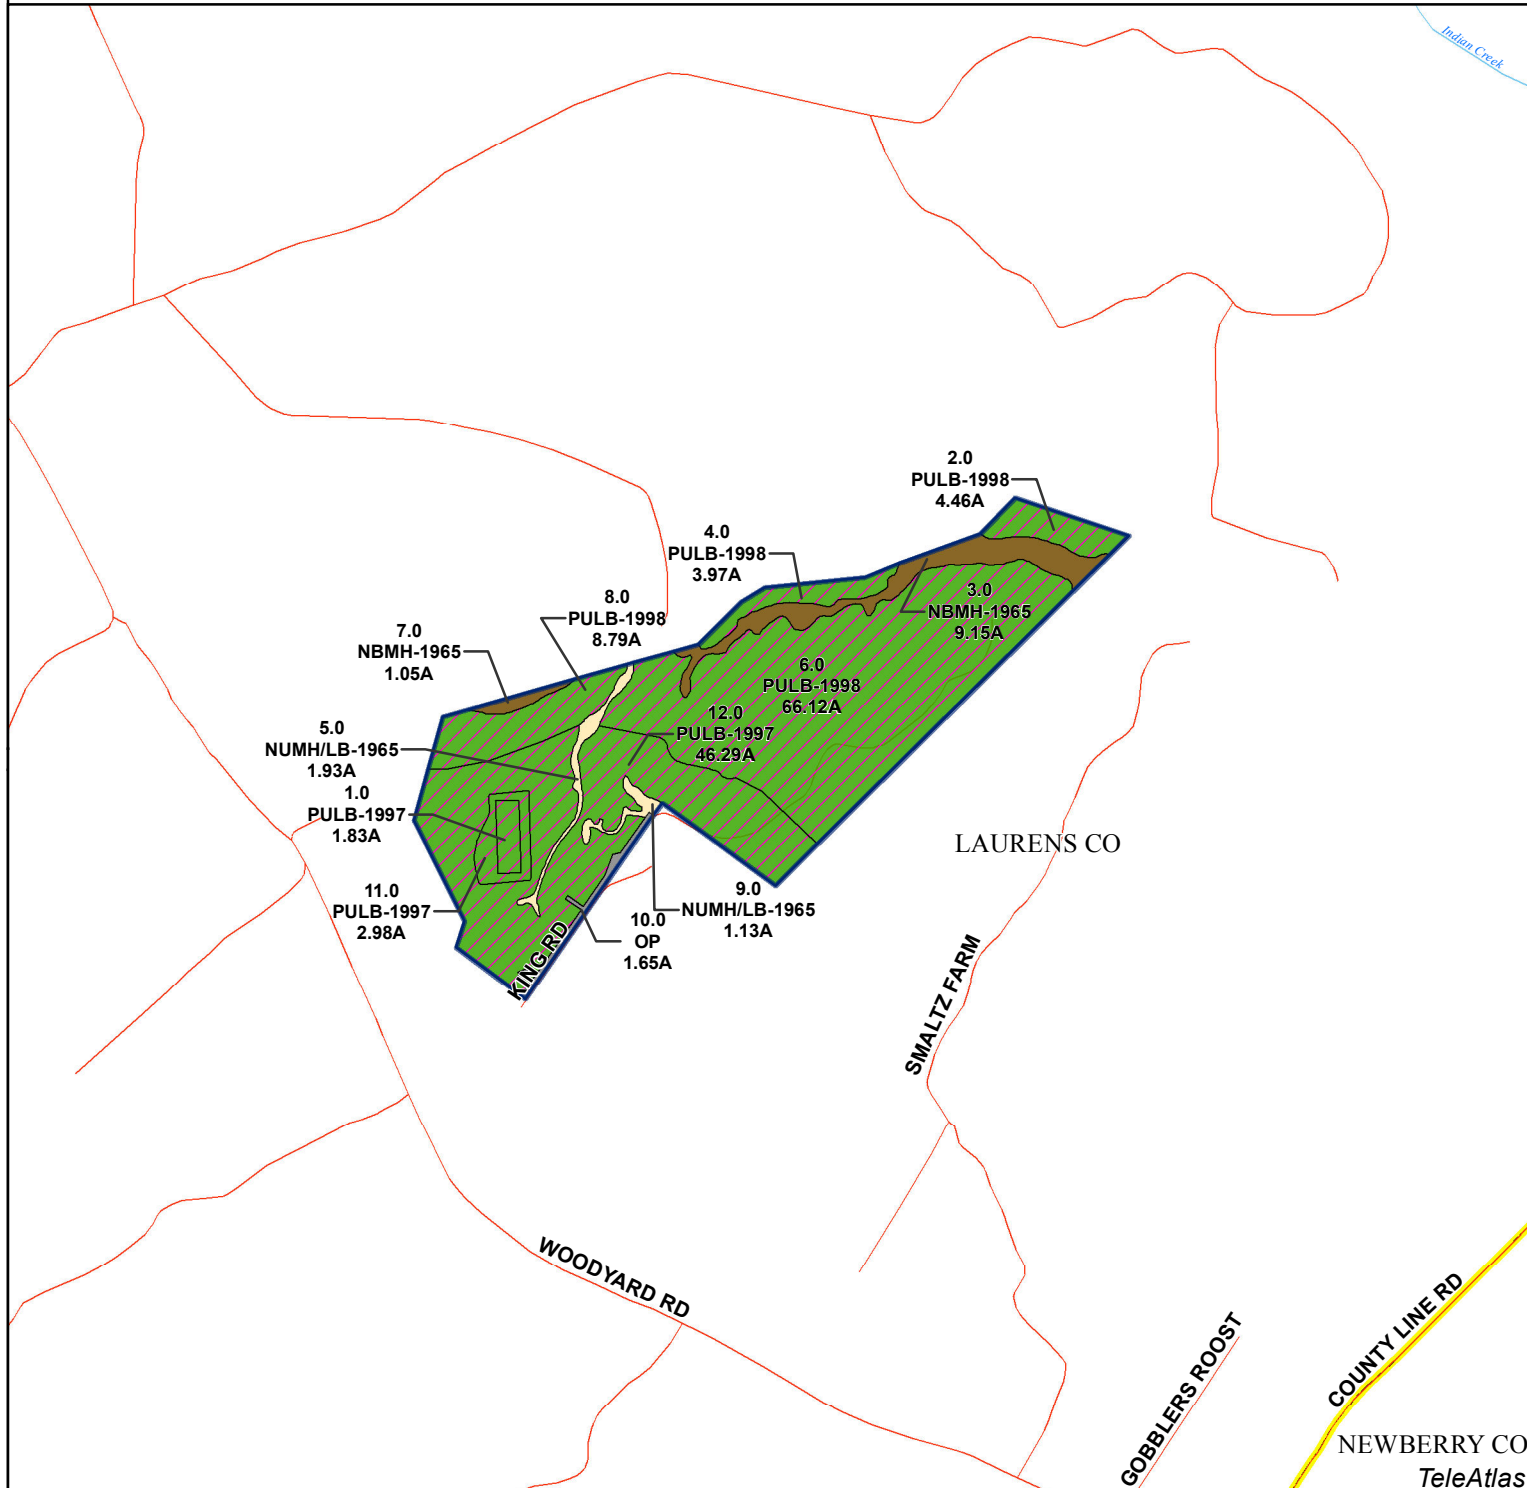 Indian Creek
2.0
PULB-1998
4.46A
4.0
PULB-1998
3.97A
3.0
NBMH-1965
9.15A
8.0
PULB-1998
8.79A
7.0
NBMH-1965
1.05A
6.0
PULB-1998
66.12A
12.0
PULB-1997
46.29A
5.0
NUMH/LB-1965
1.93A
1.0
PULB-1997
1.83A
11.0
PULB-1997
2.98A
9.0
NUMH/LB-1965
1.13A
10.0
OP
1.65A
KING RD
LAURENS CO
SMALTZ FARM
WOODYARD RD
GOBBLERS ROOST
COUNTY LINE RD
NEWBERRY CO
TeleAtlas